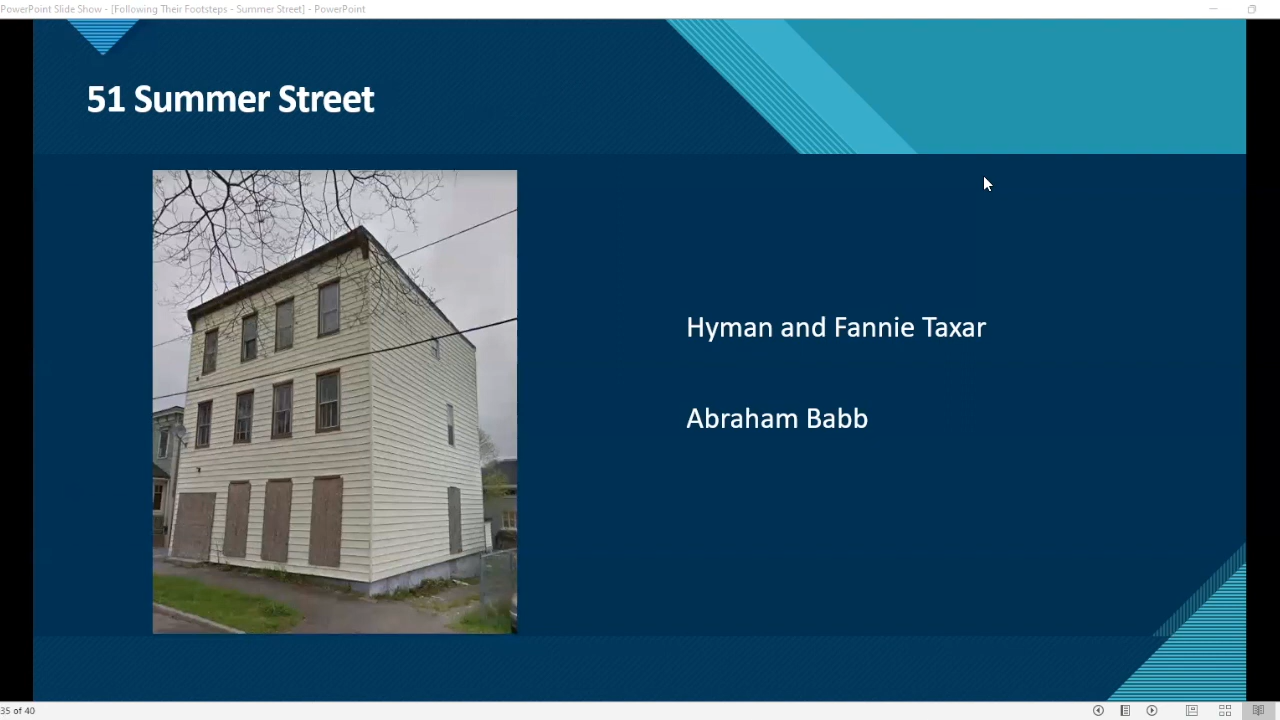 PowerPoint Slide Show - [Following Their Footsteps - Summer Street] - PowerPoint
51 Summer Street
Hyman and Fannie Taxar
Abraham Babb
35 of 40